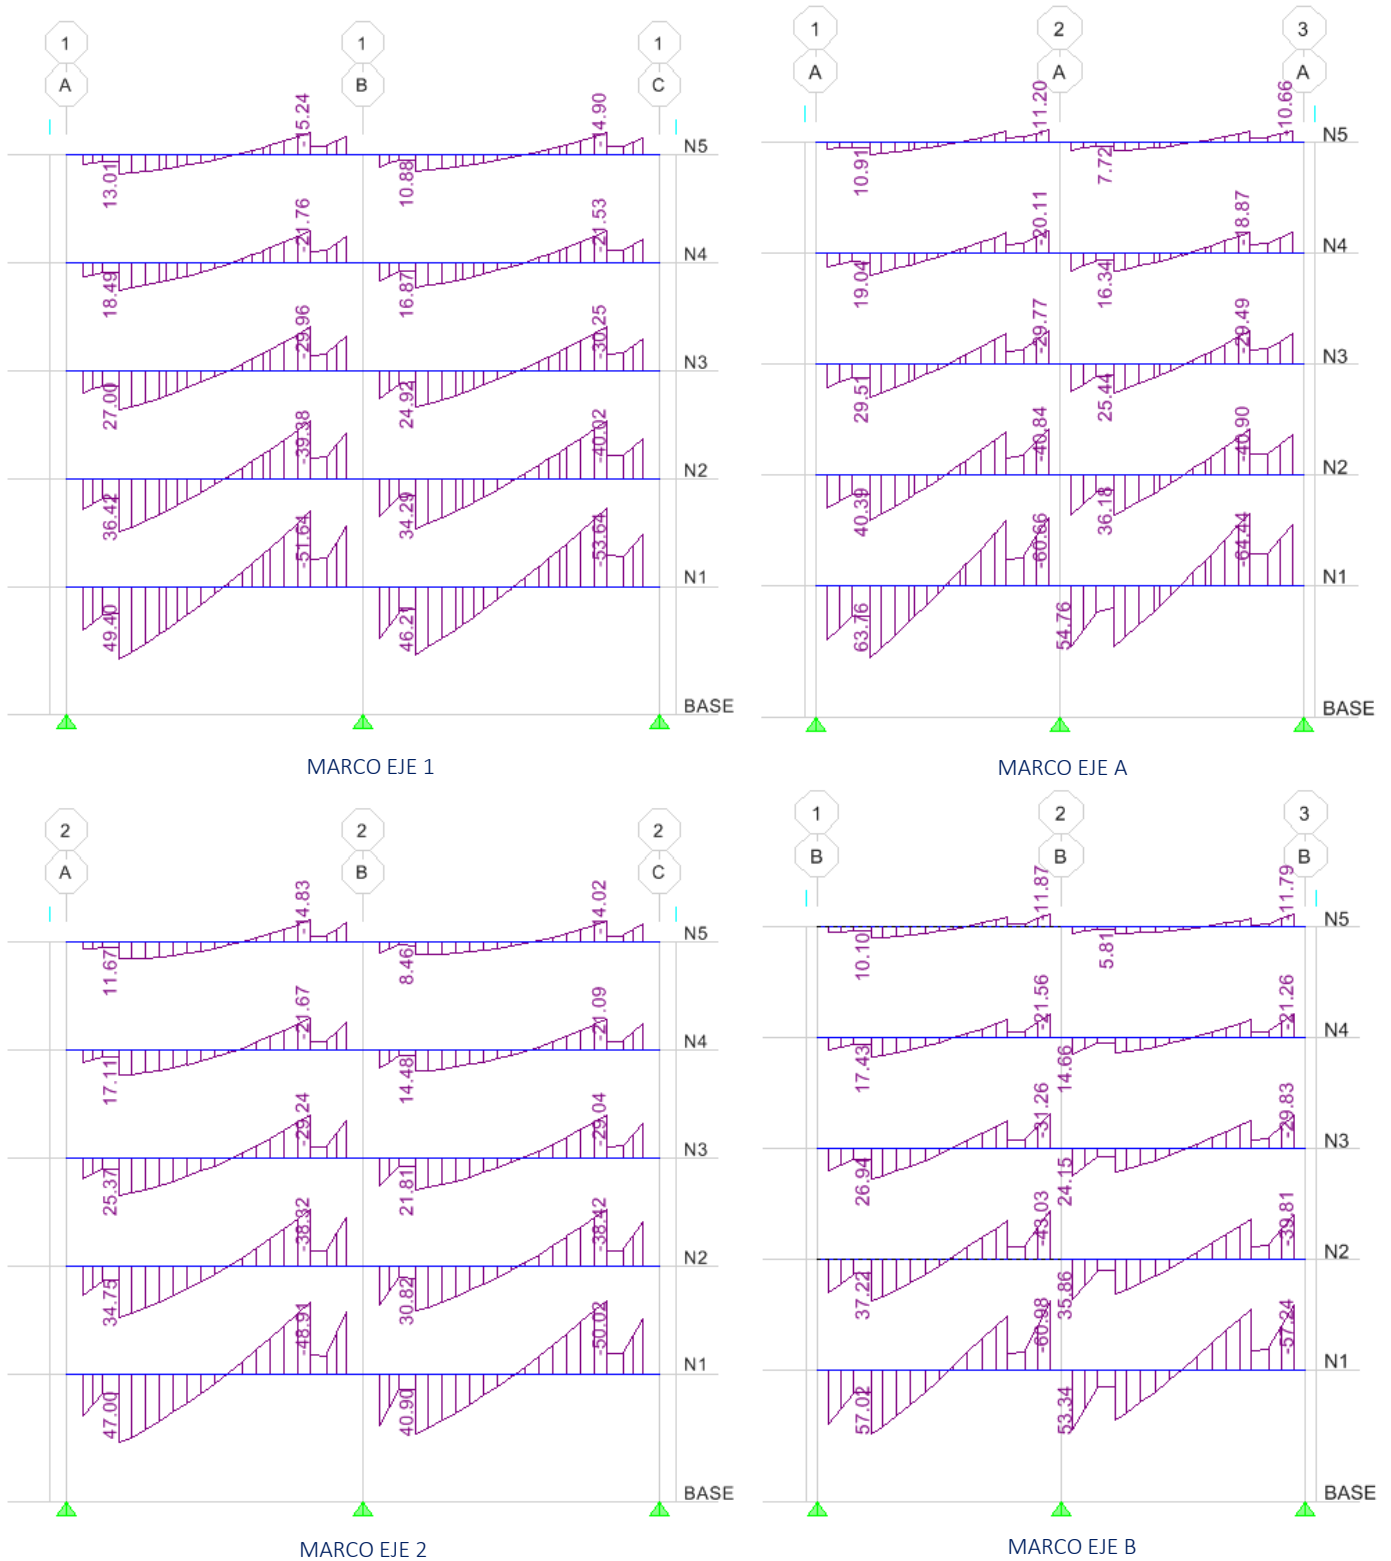 1 1 1
A B C
-15.24 -14.90
N5
13.01 10.88
-21.76 -21.53
N4
18.49 16.87
-29.96 -30.25
N3
27.00 24.92
-39.38 -40.02
N2
36.42 34.29
-51.64 -53.64
N1
49.40 46.21
BASE
MARCO EJE 1
1 2 3
A A A
-11.20 -10.66
N5
10.91 7.72
-20.11 -18.87
N4
19.04 16.34
-29.77 -29.49
N3
29.51 25.44
-40.84 -40.90
N2
40.39 36.18
-60.66 -64.44
N1
63.76 54.76
BASE
MARCO EJE A
2 2 2
A B C
-14.83 -14.02
N5
11.67 8.46
-21.67 -21.09
N4
17.11 14.48
-29.24 -29.04
N3
25.37 21.81
-38.32 -38.42
N2
34.75 30.82
-48.91 -50.02
N1
47.00 40.90
BASE
MARCO EJE 2
1 2 3
B B B
-11.87 -11.79
N5
10.10 5.81
-21.56 -21.26
N4
17.43 14.66
-31.26 -29.83
N3
26.94 24.15
-43.03 -39.81
N2
37.22 35.86
-60.98 -57.24
N1
57.02 53.34
BASE
MARCO EJE B